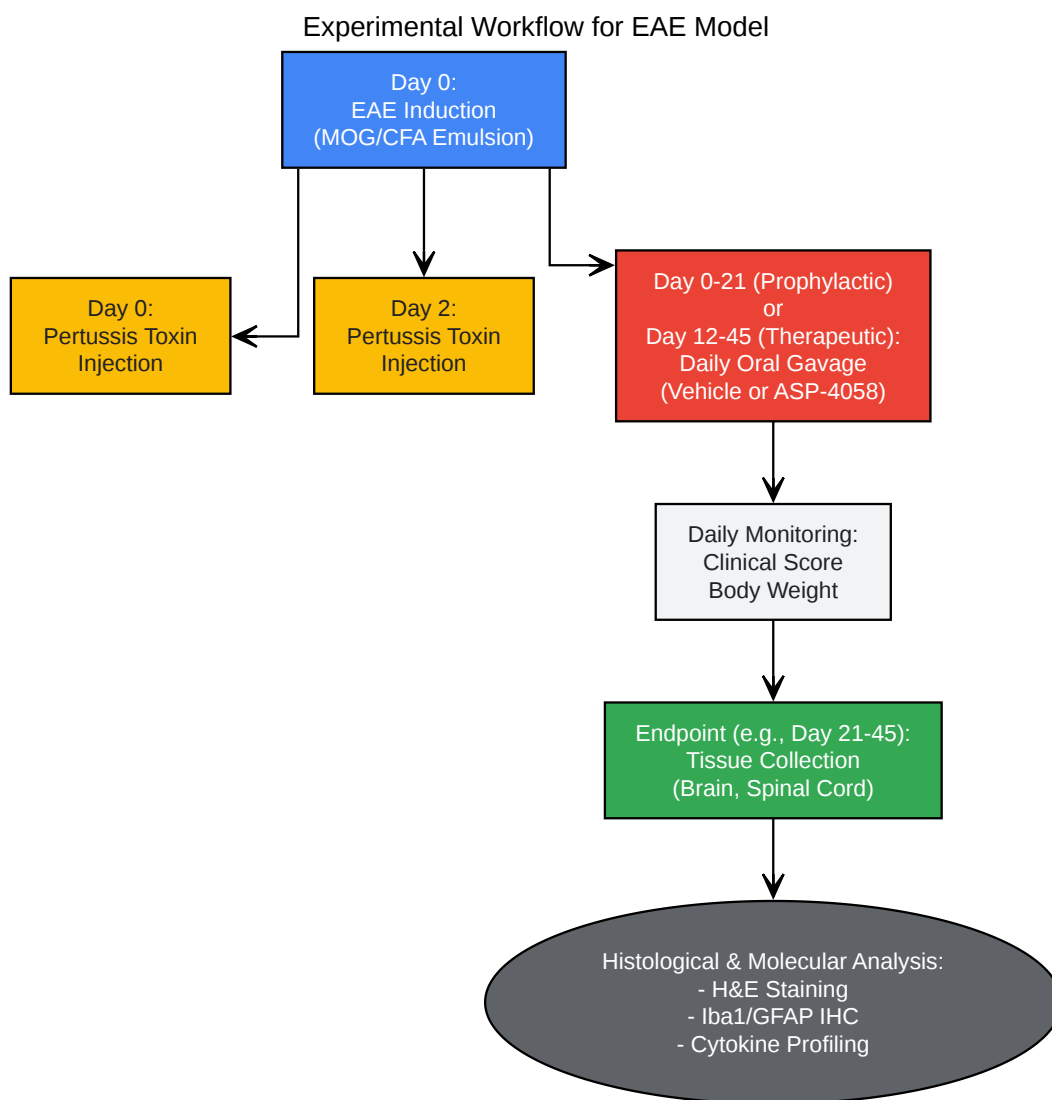 Experimental Workflow for EAE Model
Day 0:
EAE Induction
(MOG/CFA Emulsion)
Day 0:
Pertussis Toxin
Injection
Day 2:
Pertussis Toxin
Injection
Day 0-21 (Prophylactic)
or
Day 12-45 (Therapeutic):
Daily Oral Gavage
(Vehicle or ASP-4058)
Daily Monitoring:
Clinical Score
Body Weight
Endpoint (e.g., Day 21-45):
Tissue Collection
(Brain, Spinal Cord)
Histological & Molecular Analysis:
- H&E Staining
- Iba1/GFAP IHC
- Cytokine Profiling